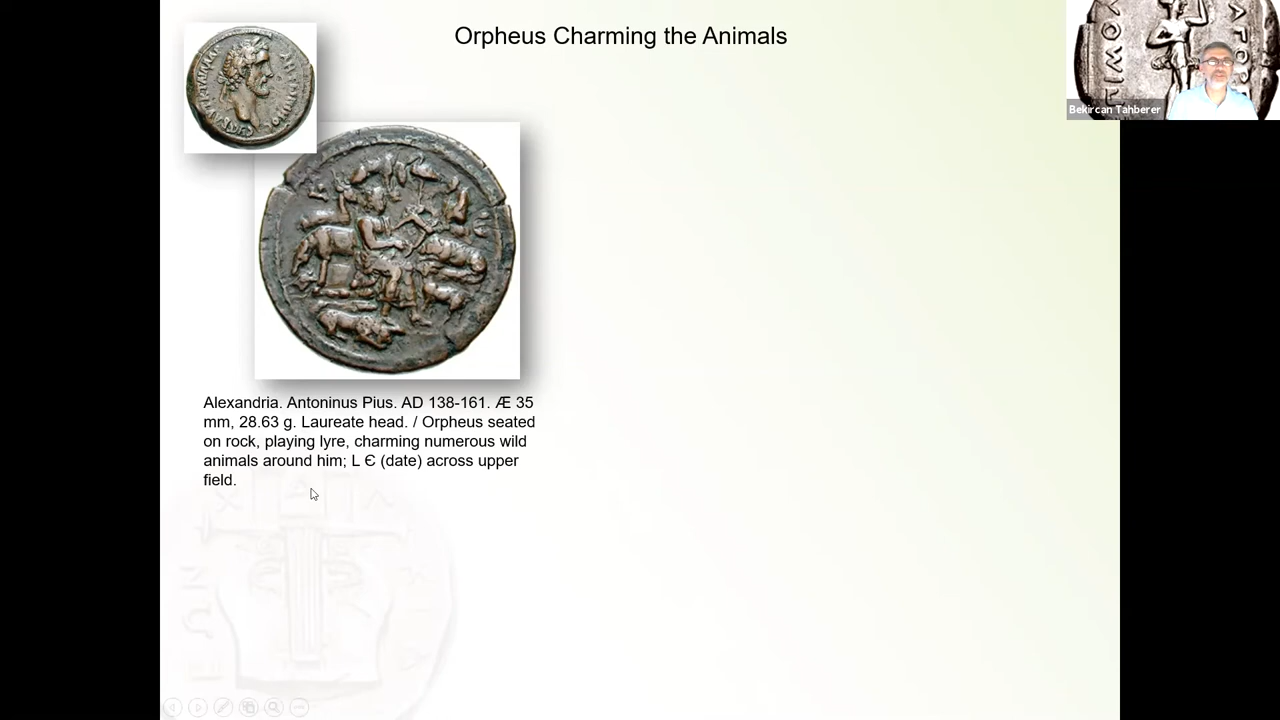 Orpheus Charming the Animals
Bekircan Tahberer
Alexandria. Antoninus Pius. AD 138-161. Æ 35
mm, 28.63 g. Laureate head. / Orpheus seated
on rock, playing lyre, charming numerous wild
animals around him; L Є (date) across upper
field.